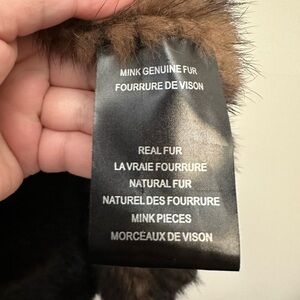 MINK GENUINE FUR
FOURRURE DE VISON
REAL FUR
LA VRAIE FOURRURE
NATURAL FUR
NATUREL DES FOURRURE
MINK PIECES
MORCEAUX DE VISON